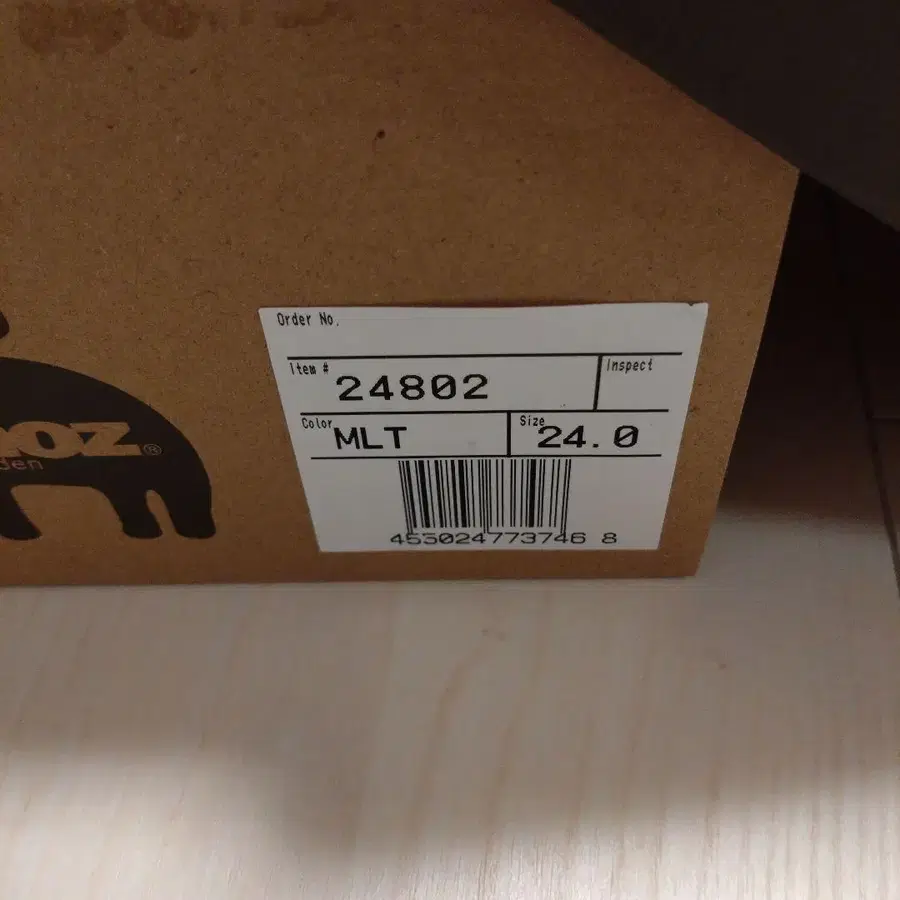 Order No.
Item # 24802 Inspect
Color MLT Size 24.0
453024773746 8
oz®
den